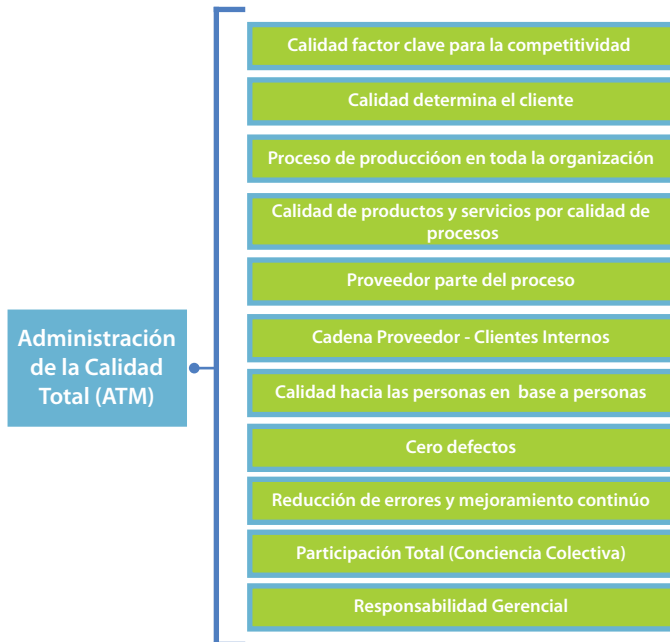 Calidad factor clave para la competitividad
Calidad determina el cliente
Proceso de produccióon en toda la organización
Calidad de productos y servicios por calidad de
procesos
Proveedor parte del proceso
Administración
de la Calidad
Total (ATM)
Cadena Proveedor - Clientes Internos
Calidad hacia las personas en  base a personas
Cero defectos
Reducción de errores y mejoramiento continúo
Participación Total (Conciencia Colectiva)
Responsabilidad Gerencial